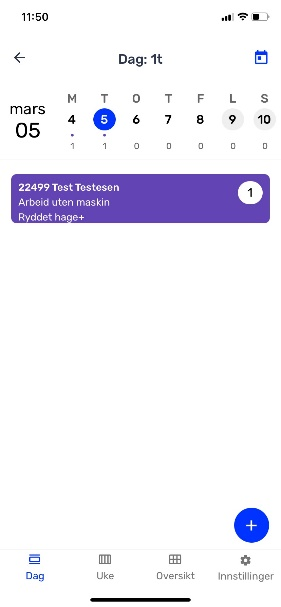 11:50
Dag: 1t
mars
05
M T O T F L S
4 5 6 7 8 9 10
1 1 0 0 0 0 0
22499 Test Testesen
1
Arbeid uten maskin
Ryddet hage+
Dag Uke Oversikt Innstillinger